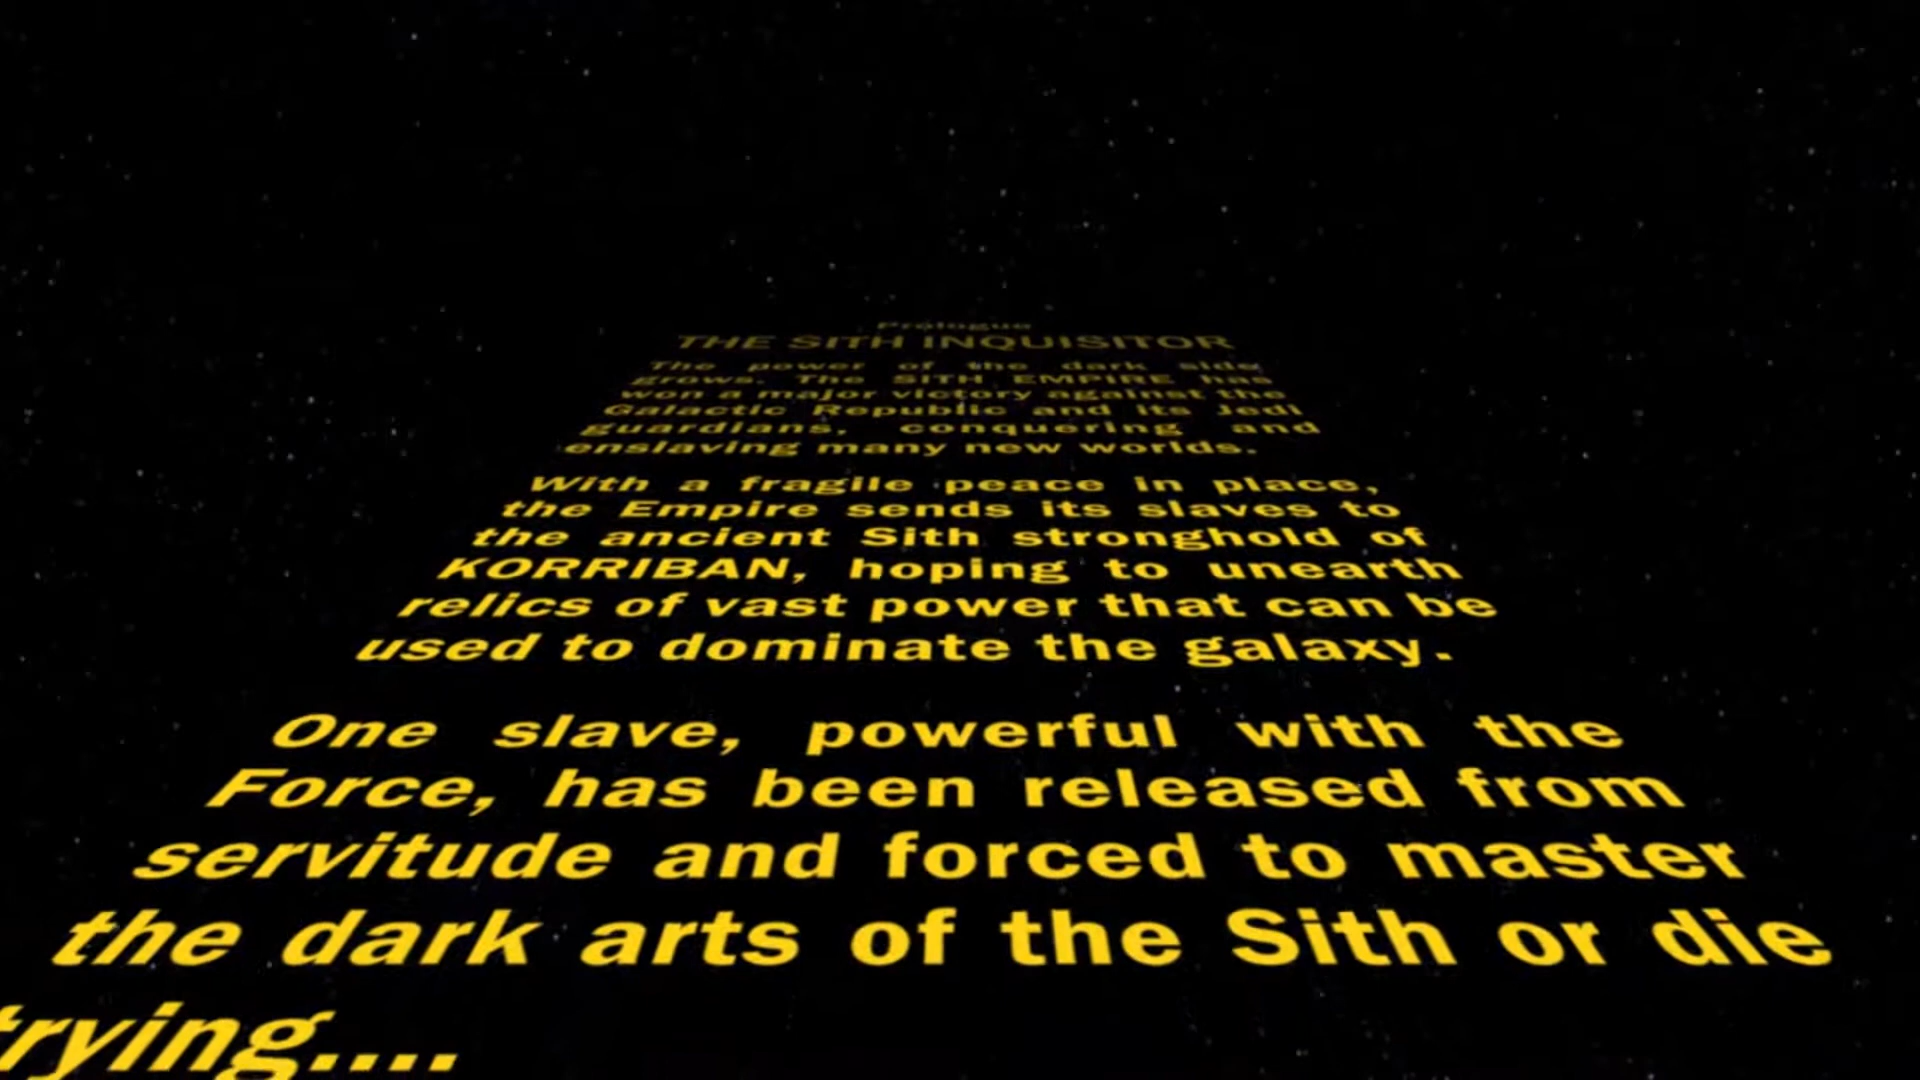 Prologue
THE SITH INQUISITOR
The power of the dark side
grows. The SITH EMPIRE has
won a major victory against the
Galactic Republic and its Jedi
guardians, conquering and
enslaving many new worlds.
With a fragile peace in place,
the Empire sends its slaves to
the ancient Sith stronghold of
KORRIBAN, hoping to unearth
relics of vast power that can be
used to dominate the galaxy.
One slave, powerful with the
Force, has been released from
servitude and forced to master
the dark arts of the Sith or die
trying....